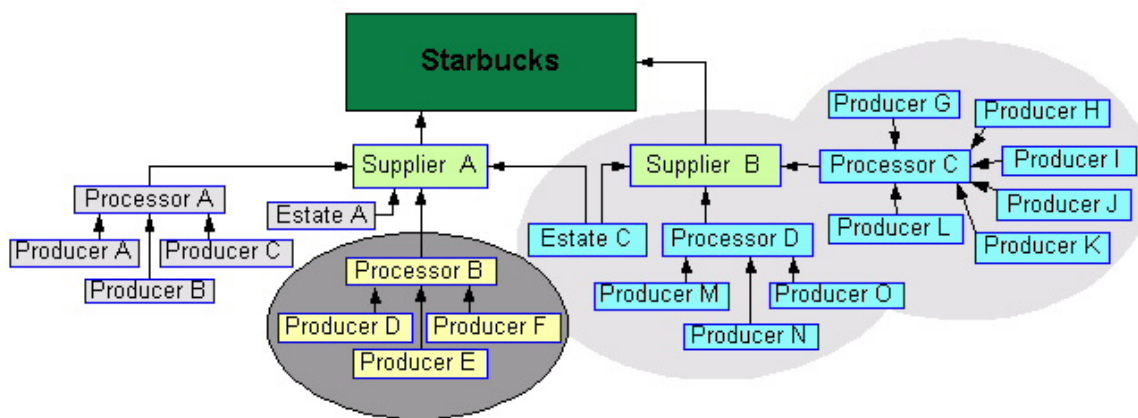 Starbucks
Producer G
Producer H
Supplier A
Supplier B
Processor C
Producer I
Processor A
Estate A
Producer J
Producer A
Producer C
Estate C
Processor D
Producer L
Producer K
Producer B
Processor B
Producer M
Producer O
Producer D
Producer F
Producer N
Producer E